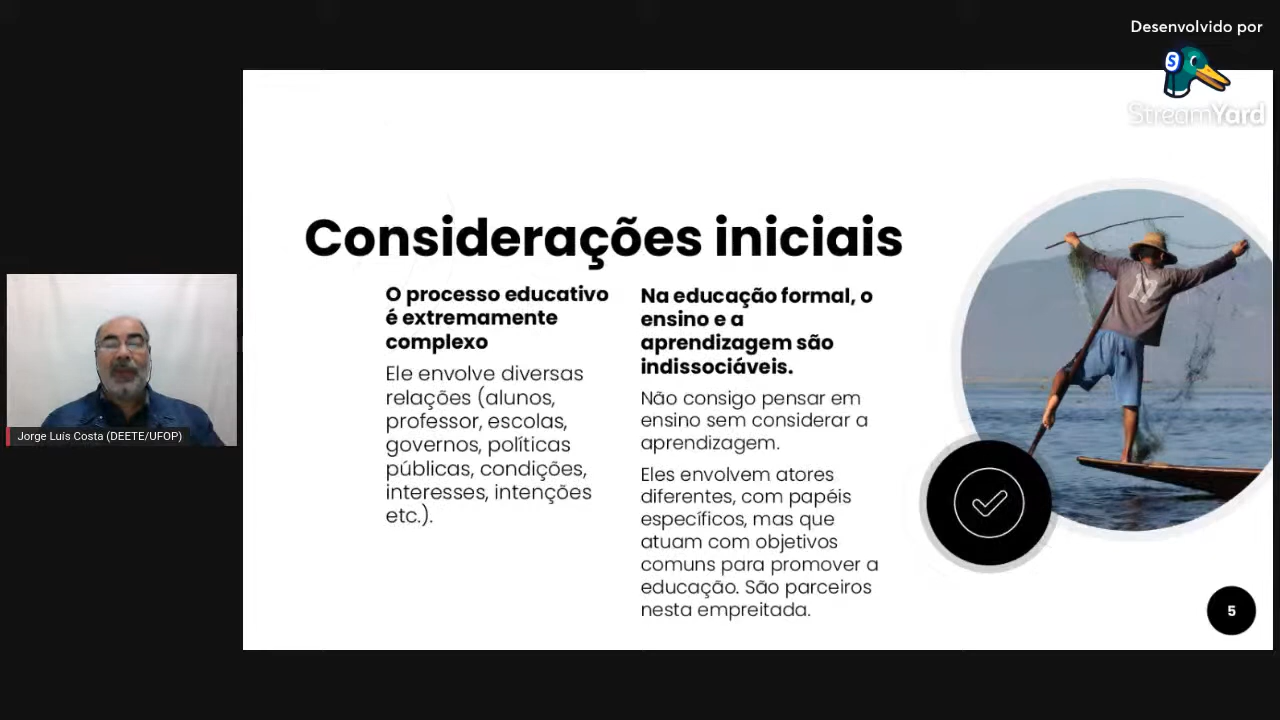 Desenvolvido por
StreamYard
Considerações iniciais
O processo educativo
é extremamente
complexo
Ele envolve diversas
relações (alunos,
professor, escolas,
governos, políticas
públicas, condições,
interesses, intenções
etc.).
Na educação formal, o
ensino e a
aprendizagem são
indissociáveis.
Não consigo pensar em
ensino sem considerar a
aprendizagem.
Eles envolvem atores
diferentes, com papéis
específicos, mas que
atuam com objetivos
comuns para promover a
educação. São parceiros
nesta empreitada.
17
5
Jorge Luís Costa (DEETE/UFOP)